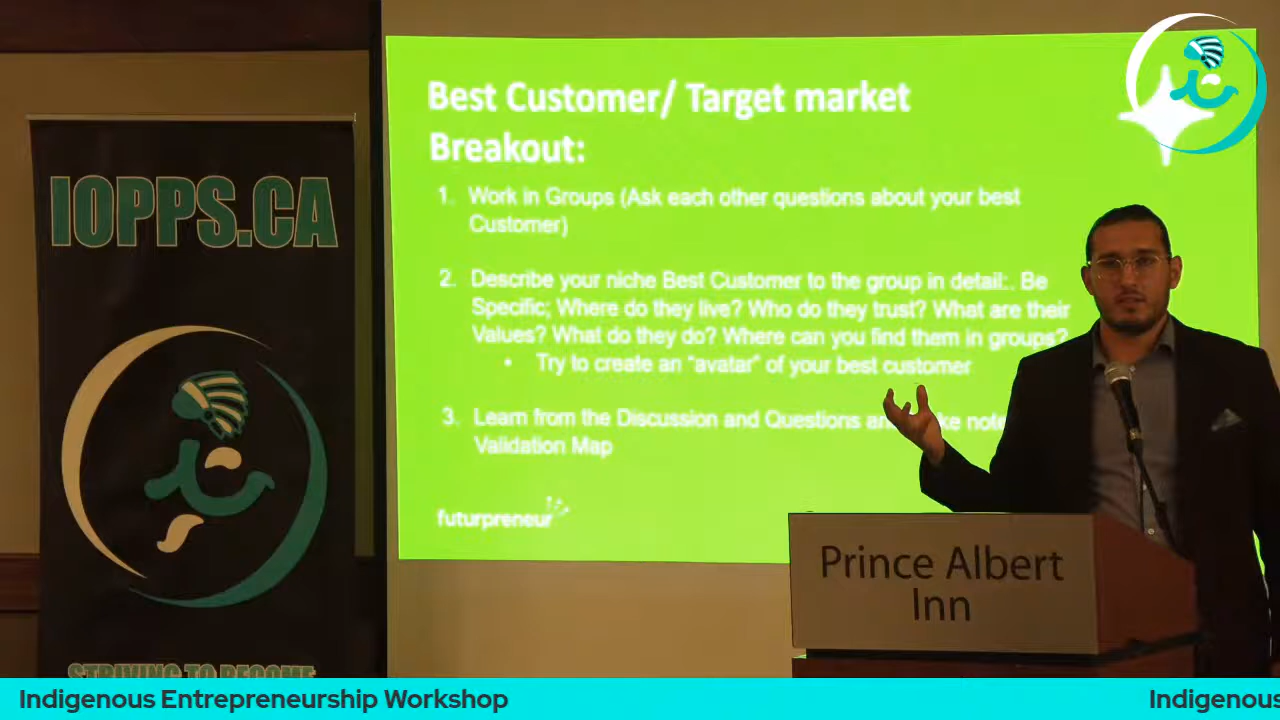 IOPPS.CA
STRIVING TO BECOME
Best Customer/ Target market
Breakout:
1. Work in Groups (Ask each other questions about your best
Customer)
2. Describe your niche Best Customer to the group in detail:. Be
Specific; Where do they live? Who do they trust? What are their
Values? What do they do? Where can you find them in groups?
• Try to create an “avatar” of your best customer
3. Learn from the Discussion and Questions
Validation Map
futurpreneur
Prince Albert
Inn
Indigenous Entrepreneurship Workshop
Indigenous